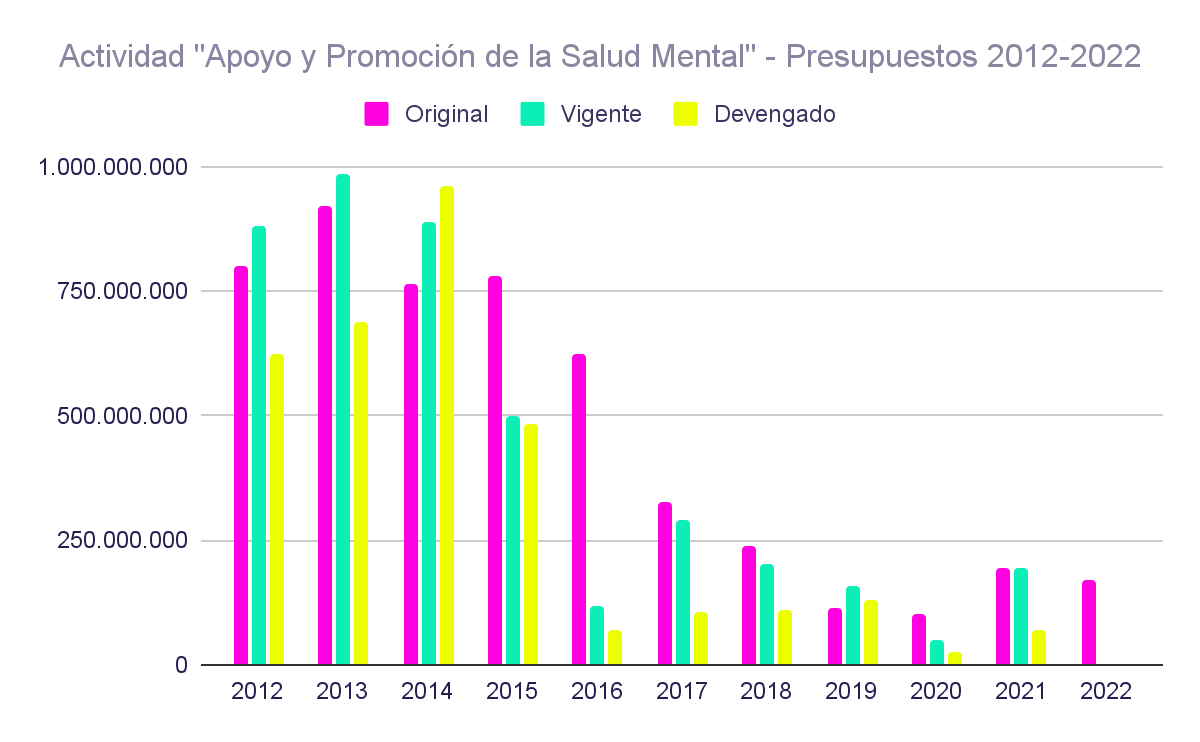 Actividad "Apoyo y Promoción de la Salud Mental" - Presupuestos 2012-2022
Original Vigente Devengado
1.000.000.000
750.000.000
500.000.000
250.000.000
0
2012 2013 2014 2015 2016 2017 2018 2019 2020 2021 2022